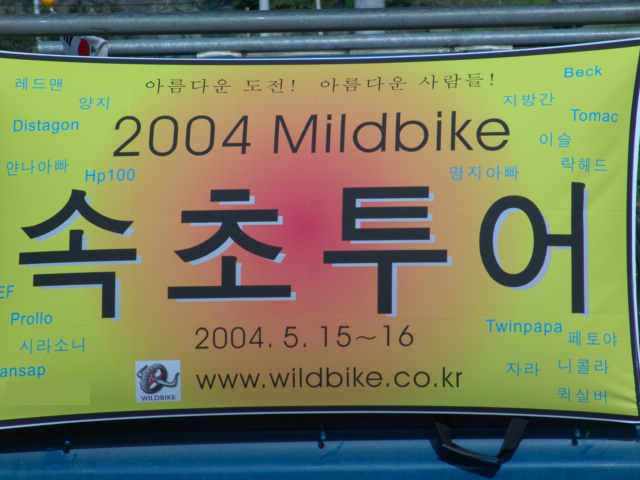 레드맨
양지
아름다운 도전! 아름다운 사람들!
Beck
지방간
Tomac
Distagon
2004 Mildbike
이슬
얀나아빠
Hp100
명지아빠
락헤드
속초투어
EF
Prollo
2004. 5. 15~16
Twinpapa
페토야
시라소니
ansap
WILDBIKE
www.wildbike.co.kr
자라
니콜라
퀵실버